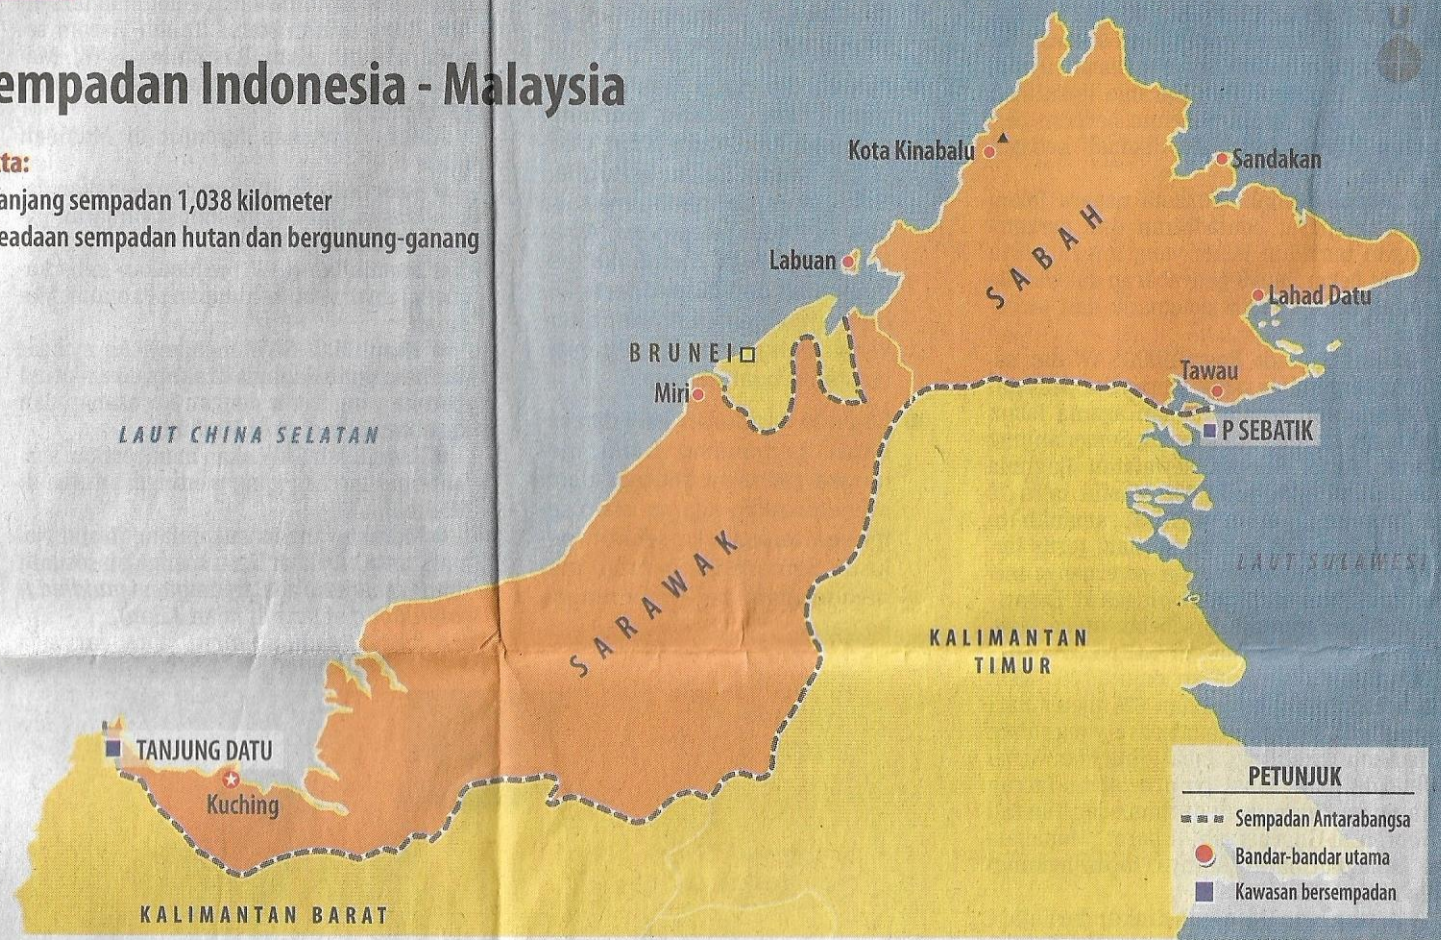 empadan Indonesia - Malaysia
ta:
anjang sempadan 1,038 kilometer
eadaan sempadan hutan dan bergunung-ganang
U
Kota Kinabalu
Sandakan
SABAH
Labuan
Lahad Datu
BRUNEI
Miri
Tawau
P SEBATIK
LAUT CHINA SELATAN
SARAWAK
LAUT SULAWESI
KALIMANTAN
TIMUR
TANJUNG DATU
Kuching
KALIMANTAN BARAT
PETUNJUK
Sempadan Antarabangsa
Bandar-bandar utama
Kawasan bersempadan